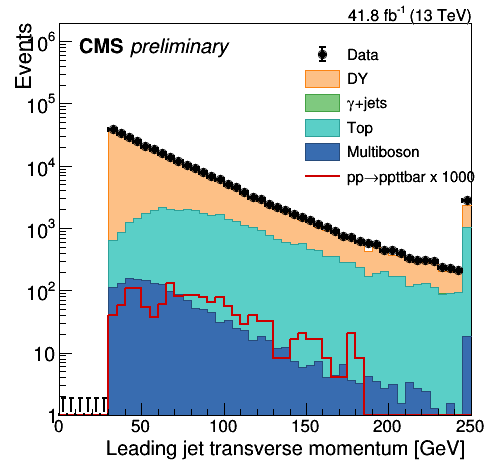 41.8 fb⁻¹ (13 TeV)
Events
CMS preliminary
Data
DY
γ+jets
Top
Multiboson
pp→ppttbar x 1000
10⁶
10⁵
10⁴
10³
10²
10
1
0 50 100 150 200 250
Leading jet transverse momentum [GeV]